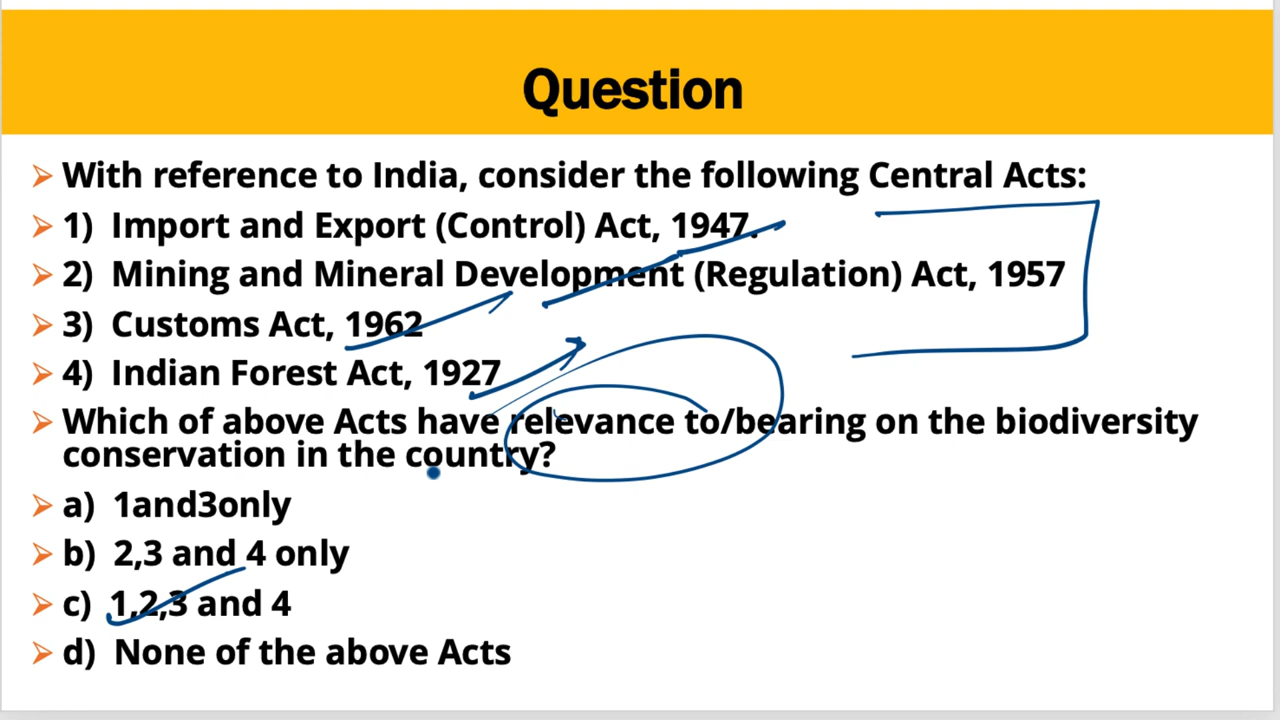 Question
With reference to India, consider the following Central Acts:
1) Import and Export (Control) Act, 1947.
2) Mining and Mineral Development (Regulation) Act, 1957
3) Customs Act, 1962
4) Indian Forest Act, 1927
Which of above Acts have relevance to/bearing on the biodiversity
conservation in the country?
a) 1and3only
b) 2,3 and 4 only
c) 1,2,3 and 4
d) None of the above Acts